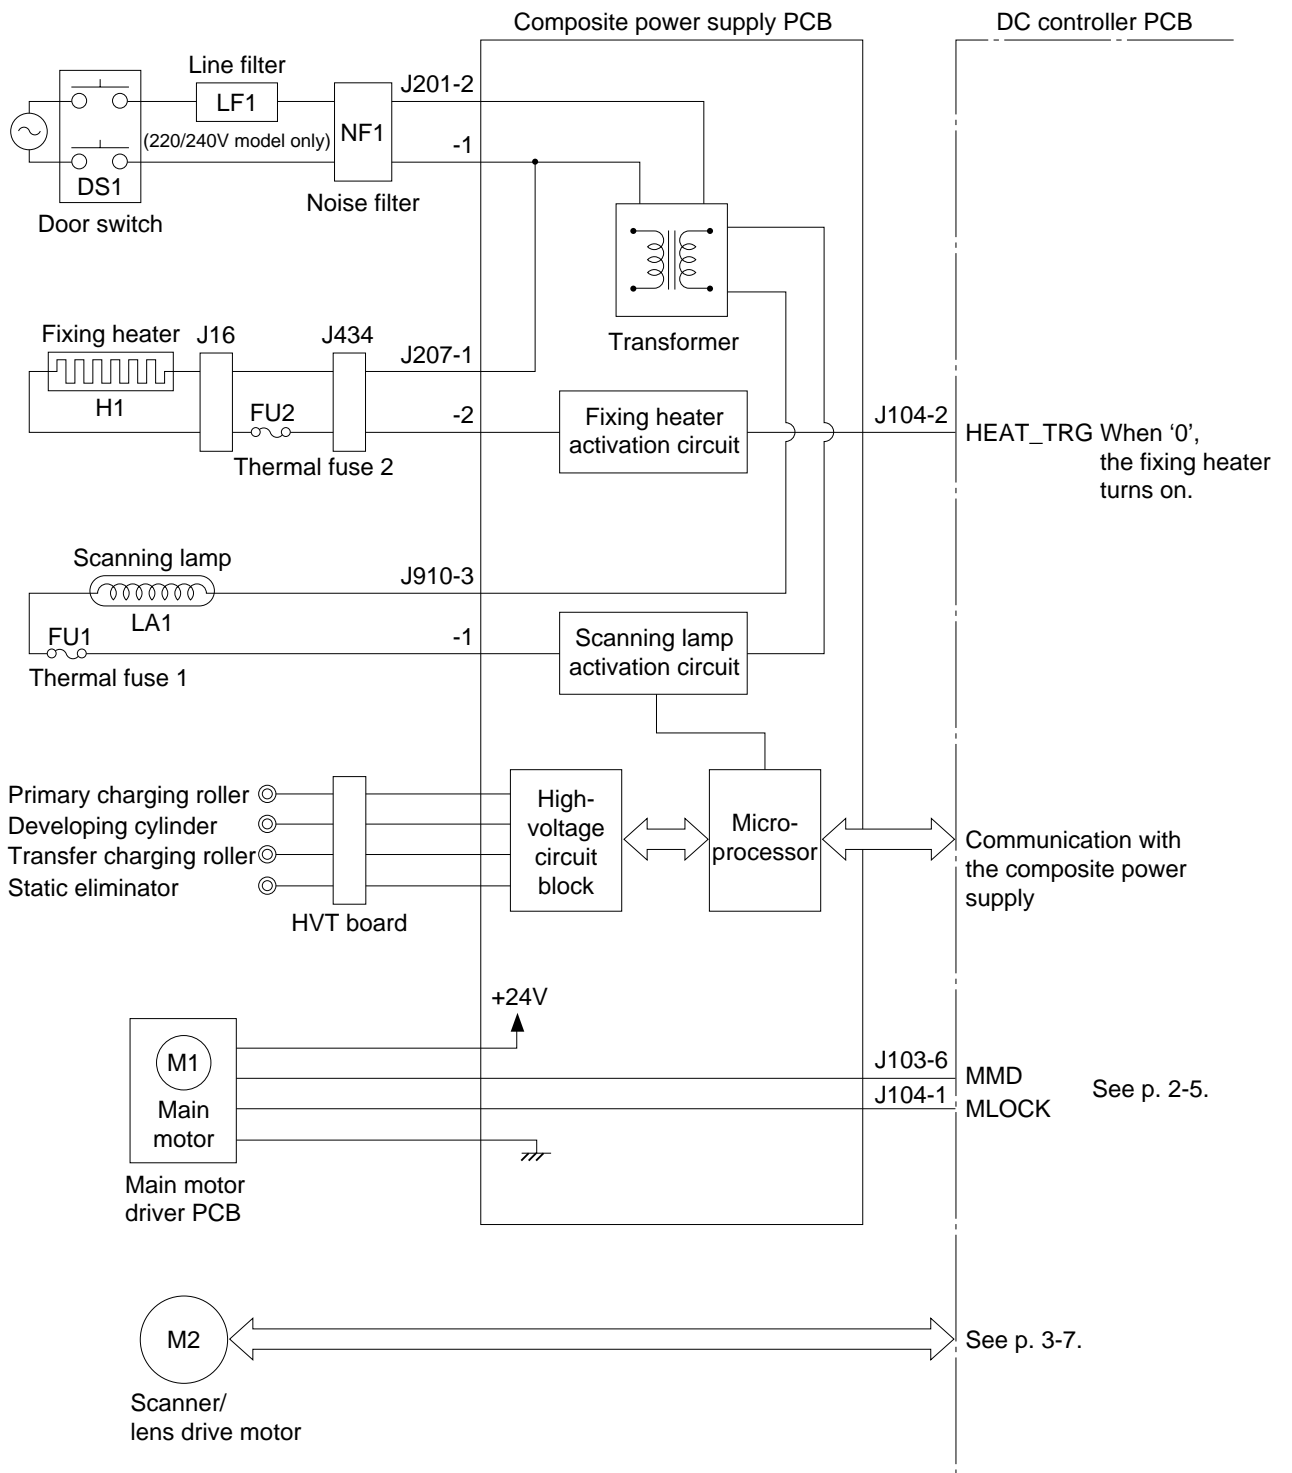 Composite power supply PCB
DC controller PCB
Line filter
LF1
(220/240V model only)
NF1
Noise filter
DS1
Door switch
J201-2
-1
Transformer
Fixing heater
H1
J16
J434
FU2
Thermal fuse 2
J207-1
-2
Fixing heater
activation circuit
J104-2
HEAT_TRG When ‘0’,
the fixing heater
turns on.
Scanning lamp
LA1
FU1
Thermal fuse 1
J910-3
-1
Scanning lamp
activation circuit
Primary charging roller
Developing cylinder
Transfer charging roller
Static eliminator
HVT board
High-
voltage
circuit
block
Micro-
processor
Communication with
the composite power
supply
+24V
M1
Main
motor
Main motor
driver PCB
J103-6
J104-1
MMD
MLOCK
See p. 2-5.
M2
Scanner/
lens drive motor
See p. 3-7.